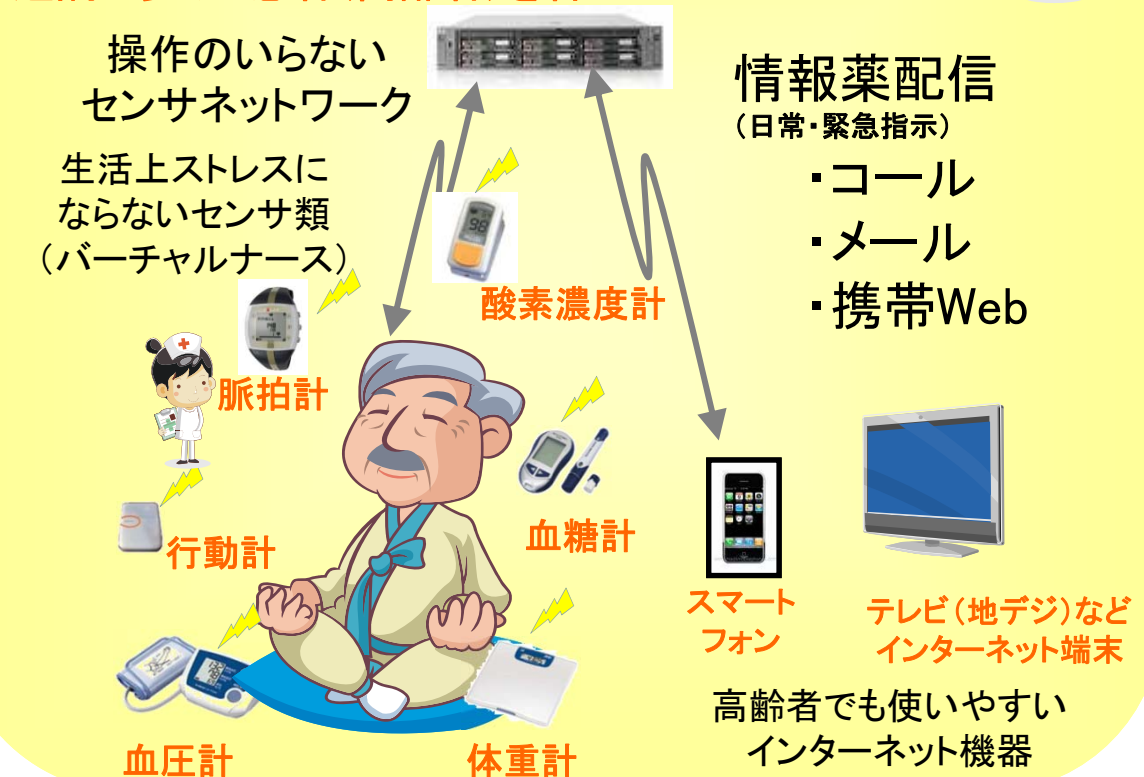 操作のいらない
センサネットワーク
生活上ストレスに
ならないセンサ類
（バーチャルナース）
情報薬配信
（日常・緊急指示）
・コール
・メール
・携帯Web
98
酸素濃度計
脈拍計
血糖計
行動計
スマート
フォン
テレビ（地デジ）など
インターネット端末
高齢者でも使いやすい
インターネット機器
血圧計
体重計